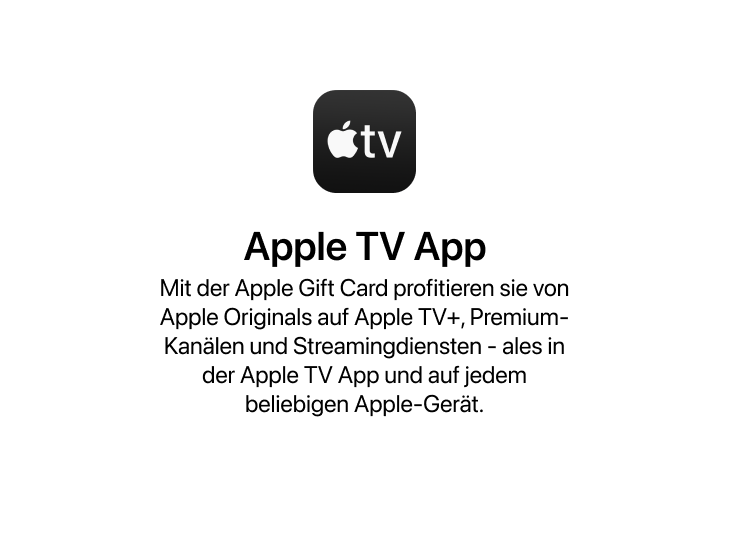 tv
Apple TV App
Mit der Apple Gift Card profitieren sie von
Apple Originals auf Apple TV+, Premium-
Kanälen und Streamingdiensten - ales in
der Apple TV App und auf jedem
beliebigen Apple-Gerät.